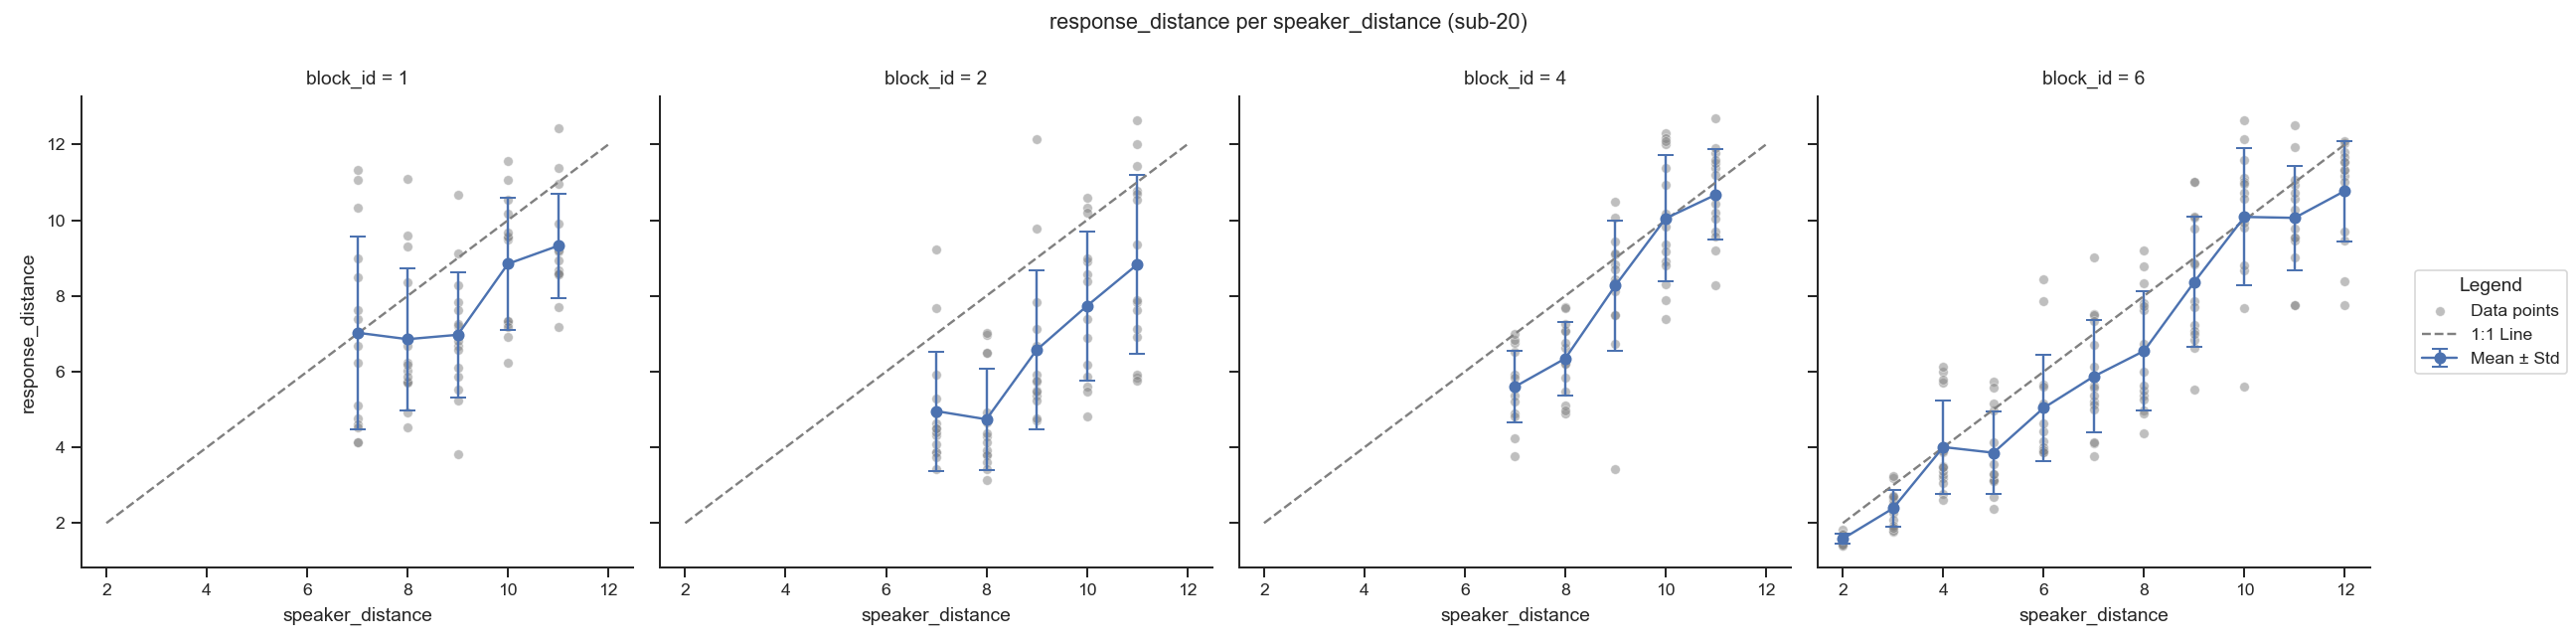 response_distance per speaker_distance (sub-20)
block_id = 1
block_id = 2
block_id = 4
block_id = 6
response_distance
12
10
8
6
4
2
2 4 6 8 10 12
2 4 6 8 10 12
2 4 6 8 10 12
2 4 6 8 10 12
speaker_distance
speaker_distance
speaker_distance
speaker_distance
Legend
Data points
1:1 Line
Mean ± Std